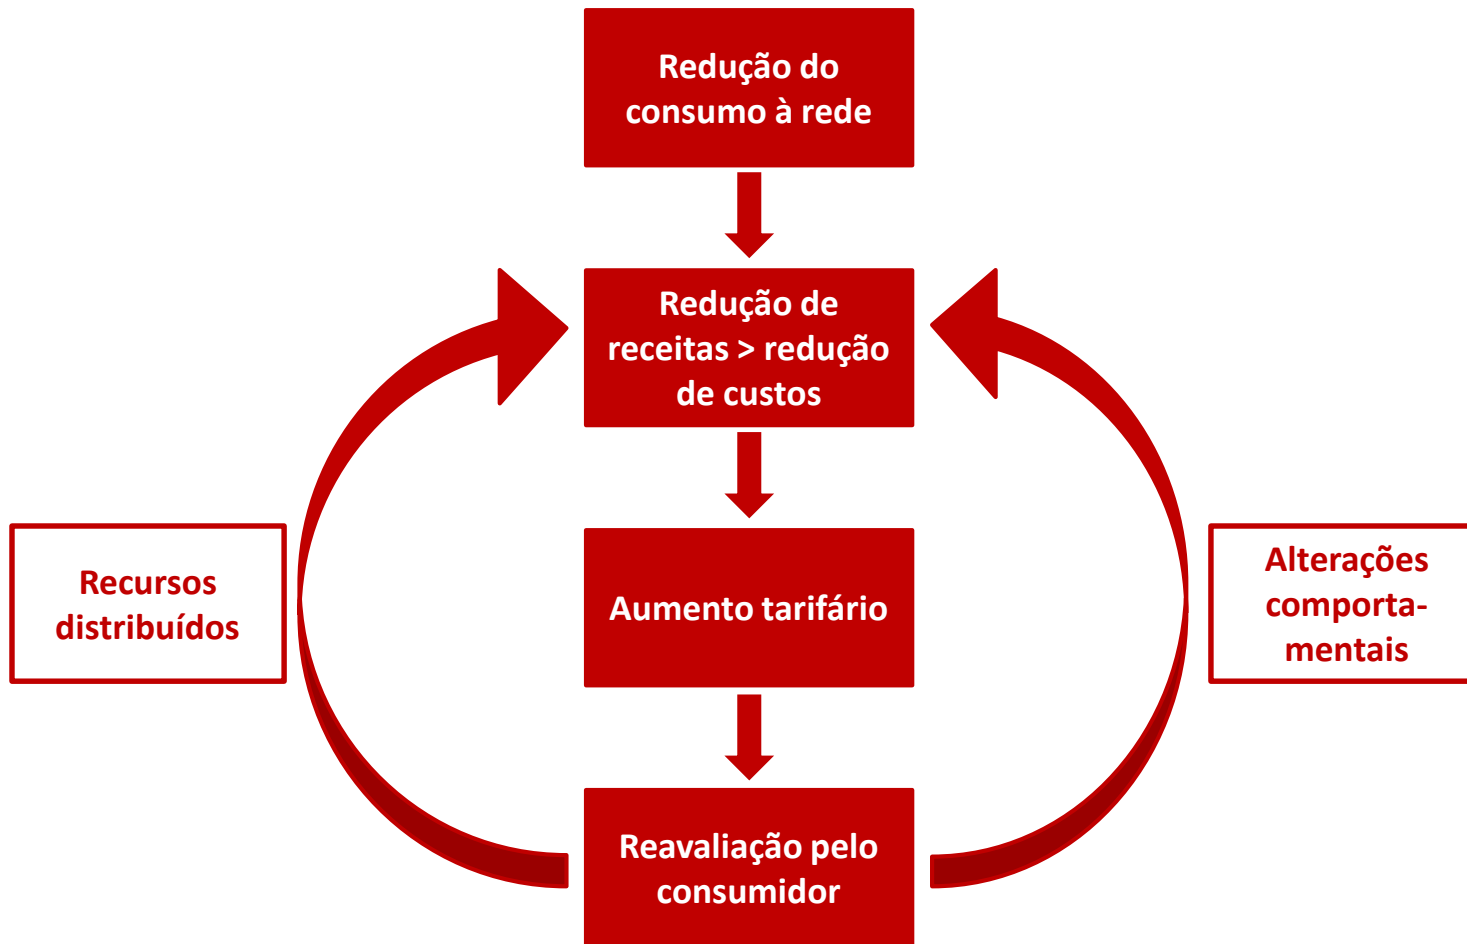 Redução do
consumo à rede
Redução de
receitas > redução
de custos
Recursos
distribuídos
Aumento tarifário
Alterações
comporta-
mentais
Reavaliação pelo
consumidor